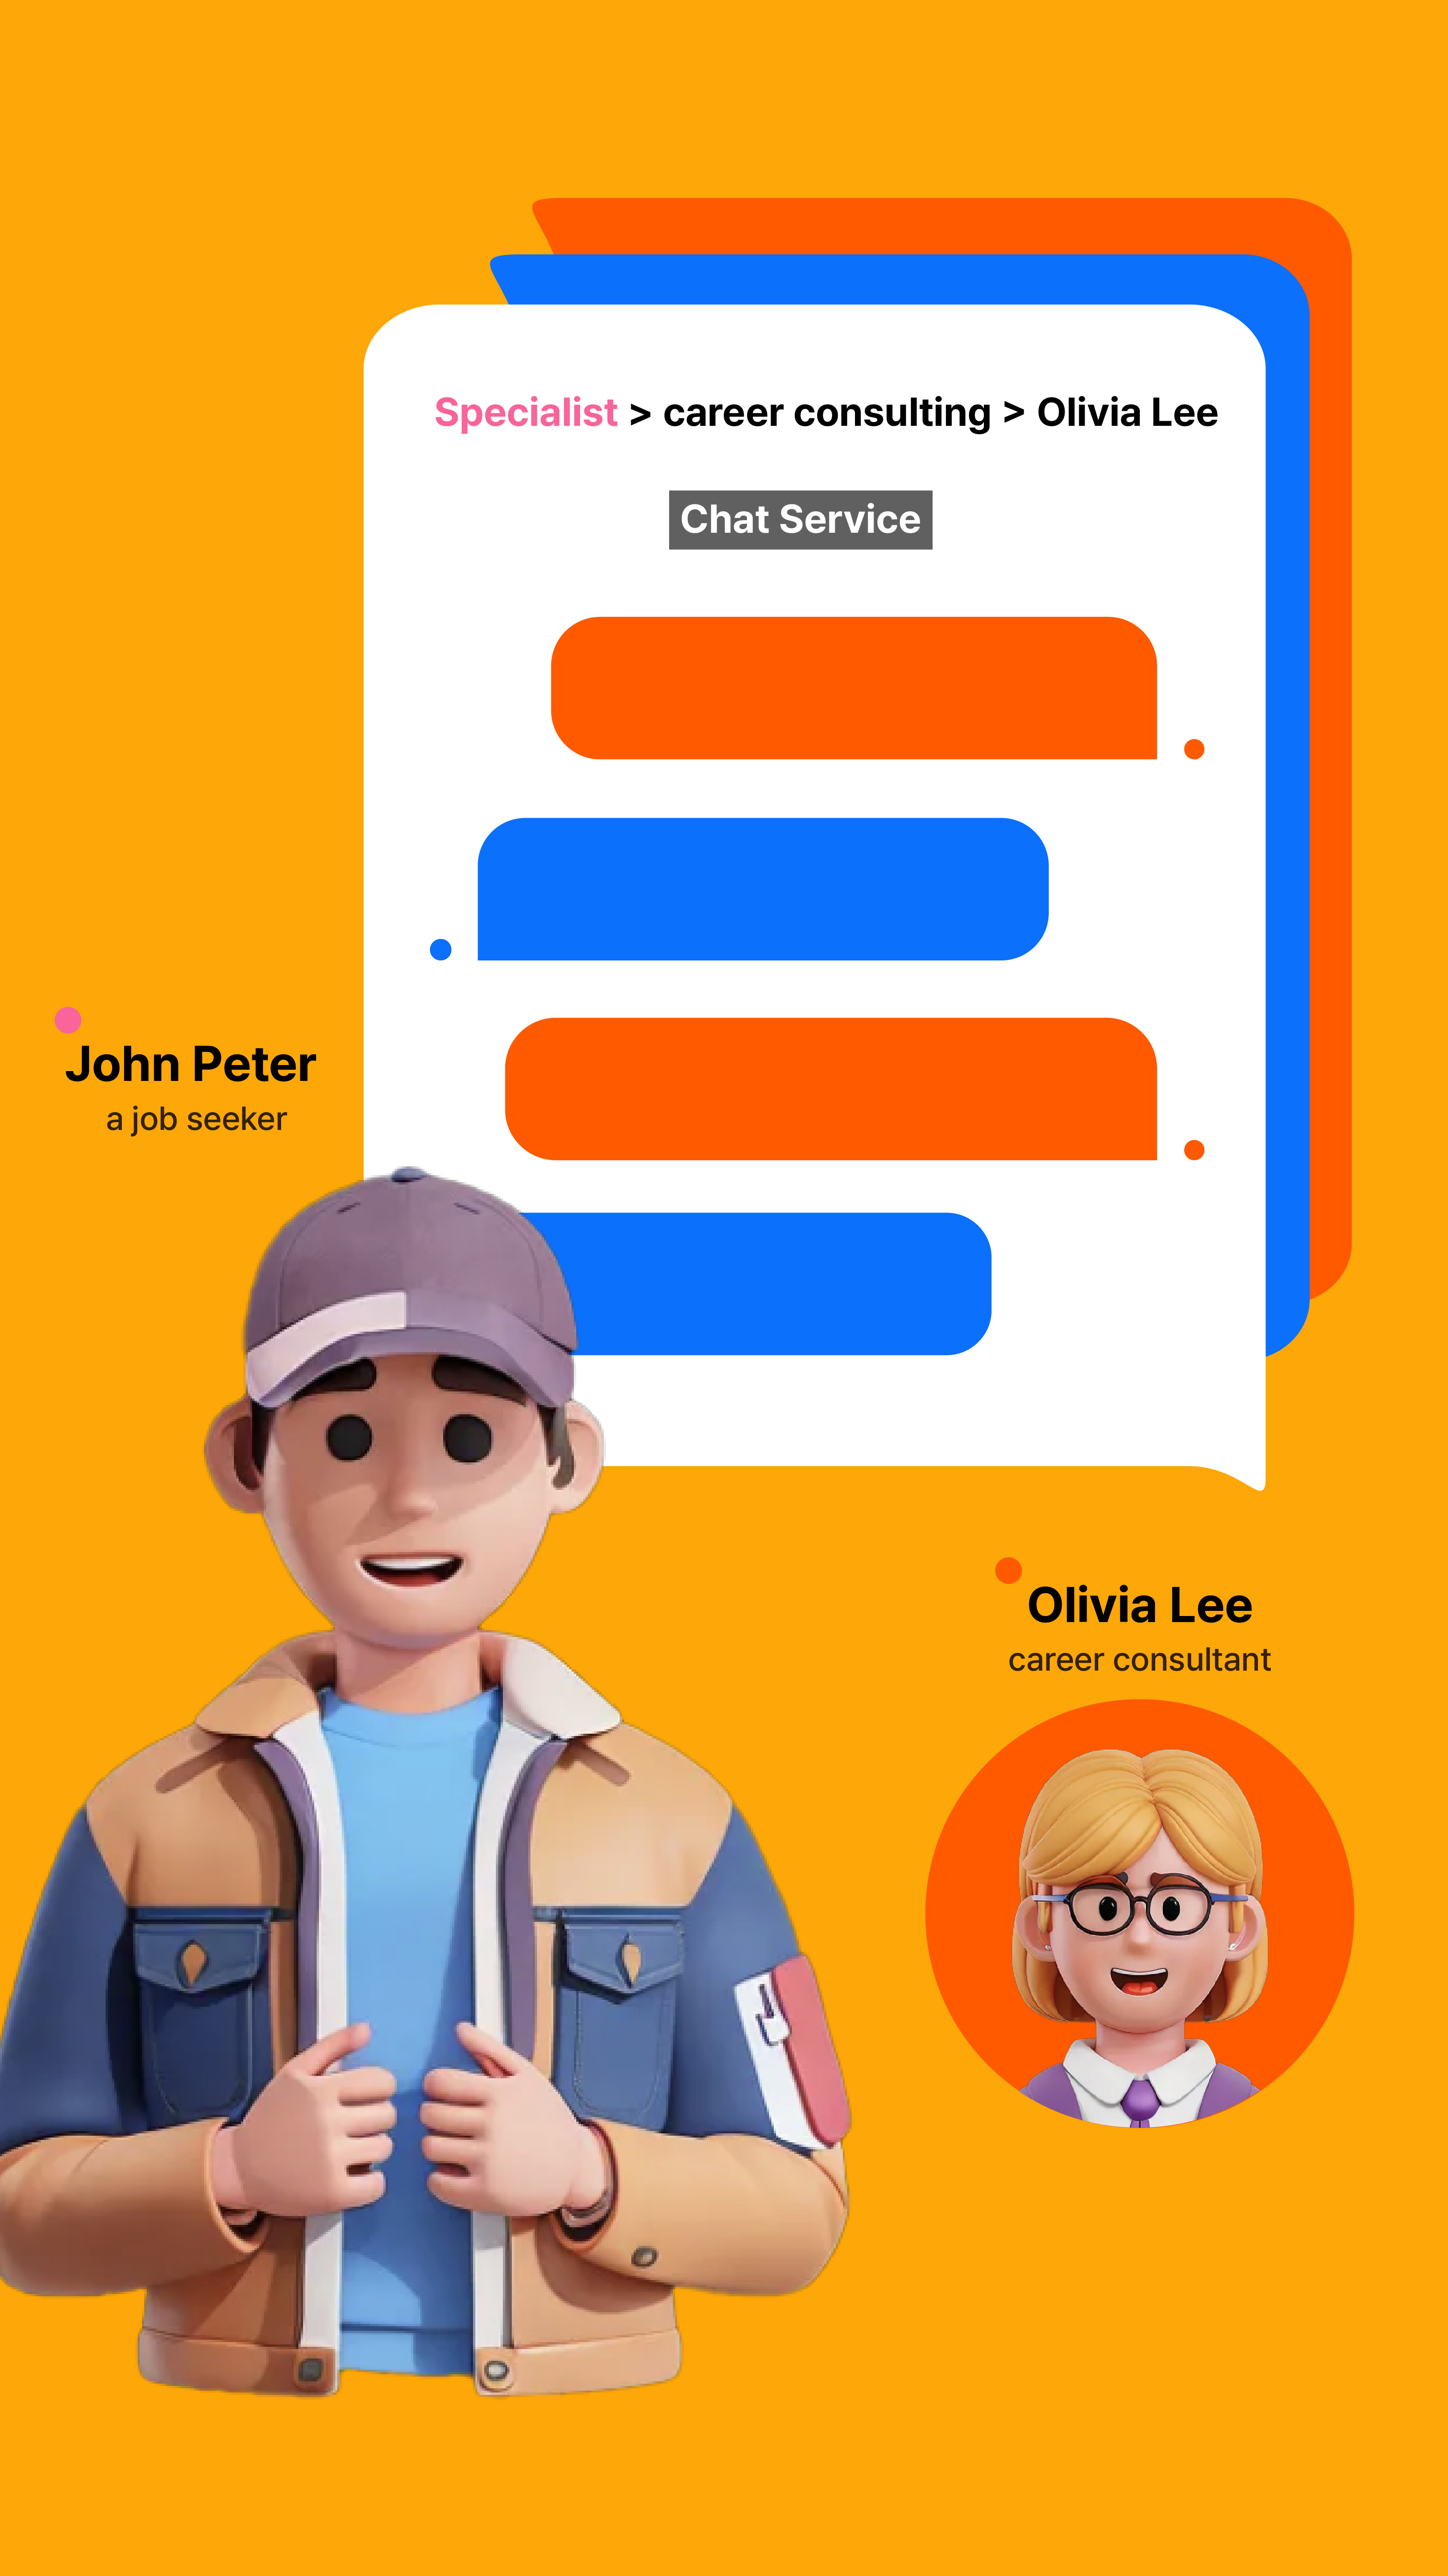 Specialist > career consulting > Olivia Lee
Chat Service
John Peter
a job seeker
Olivia Lee
career consultant